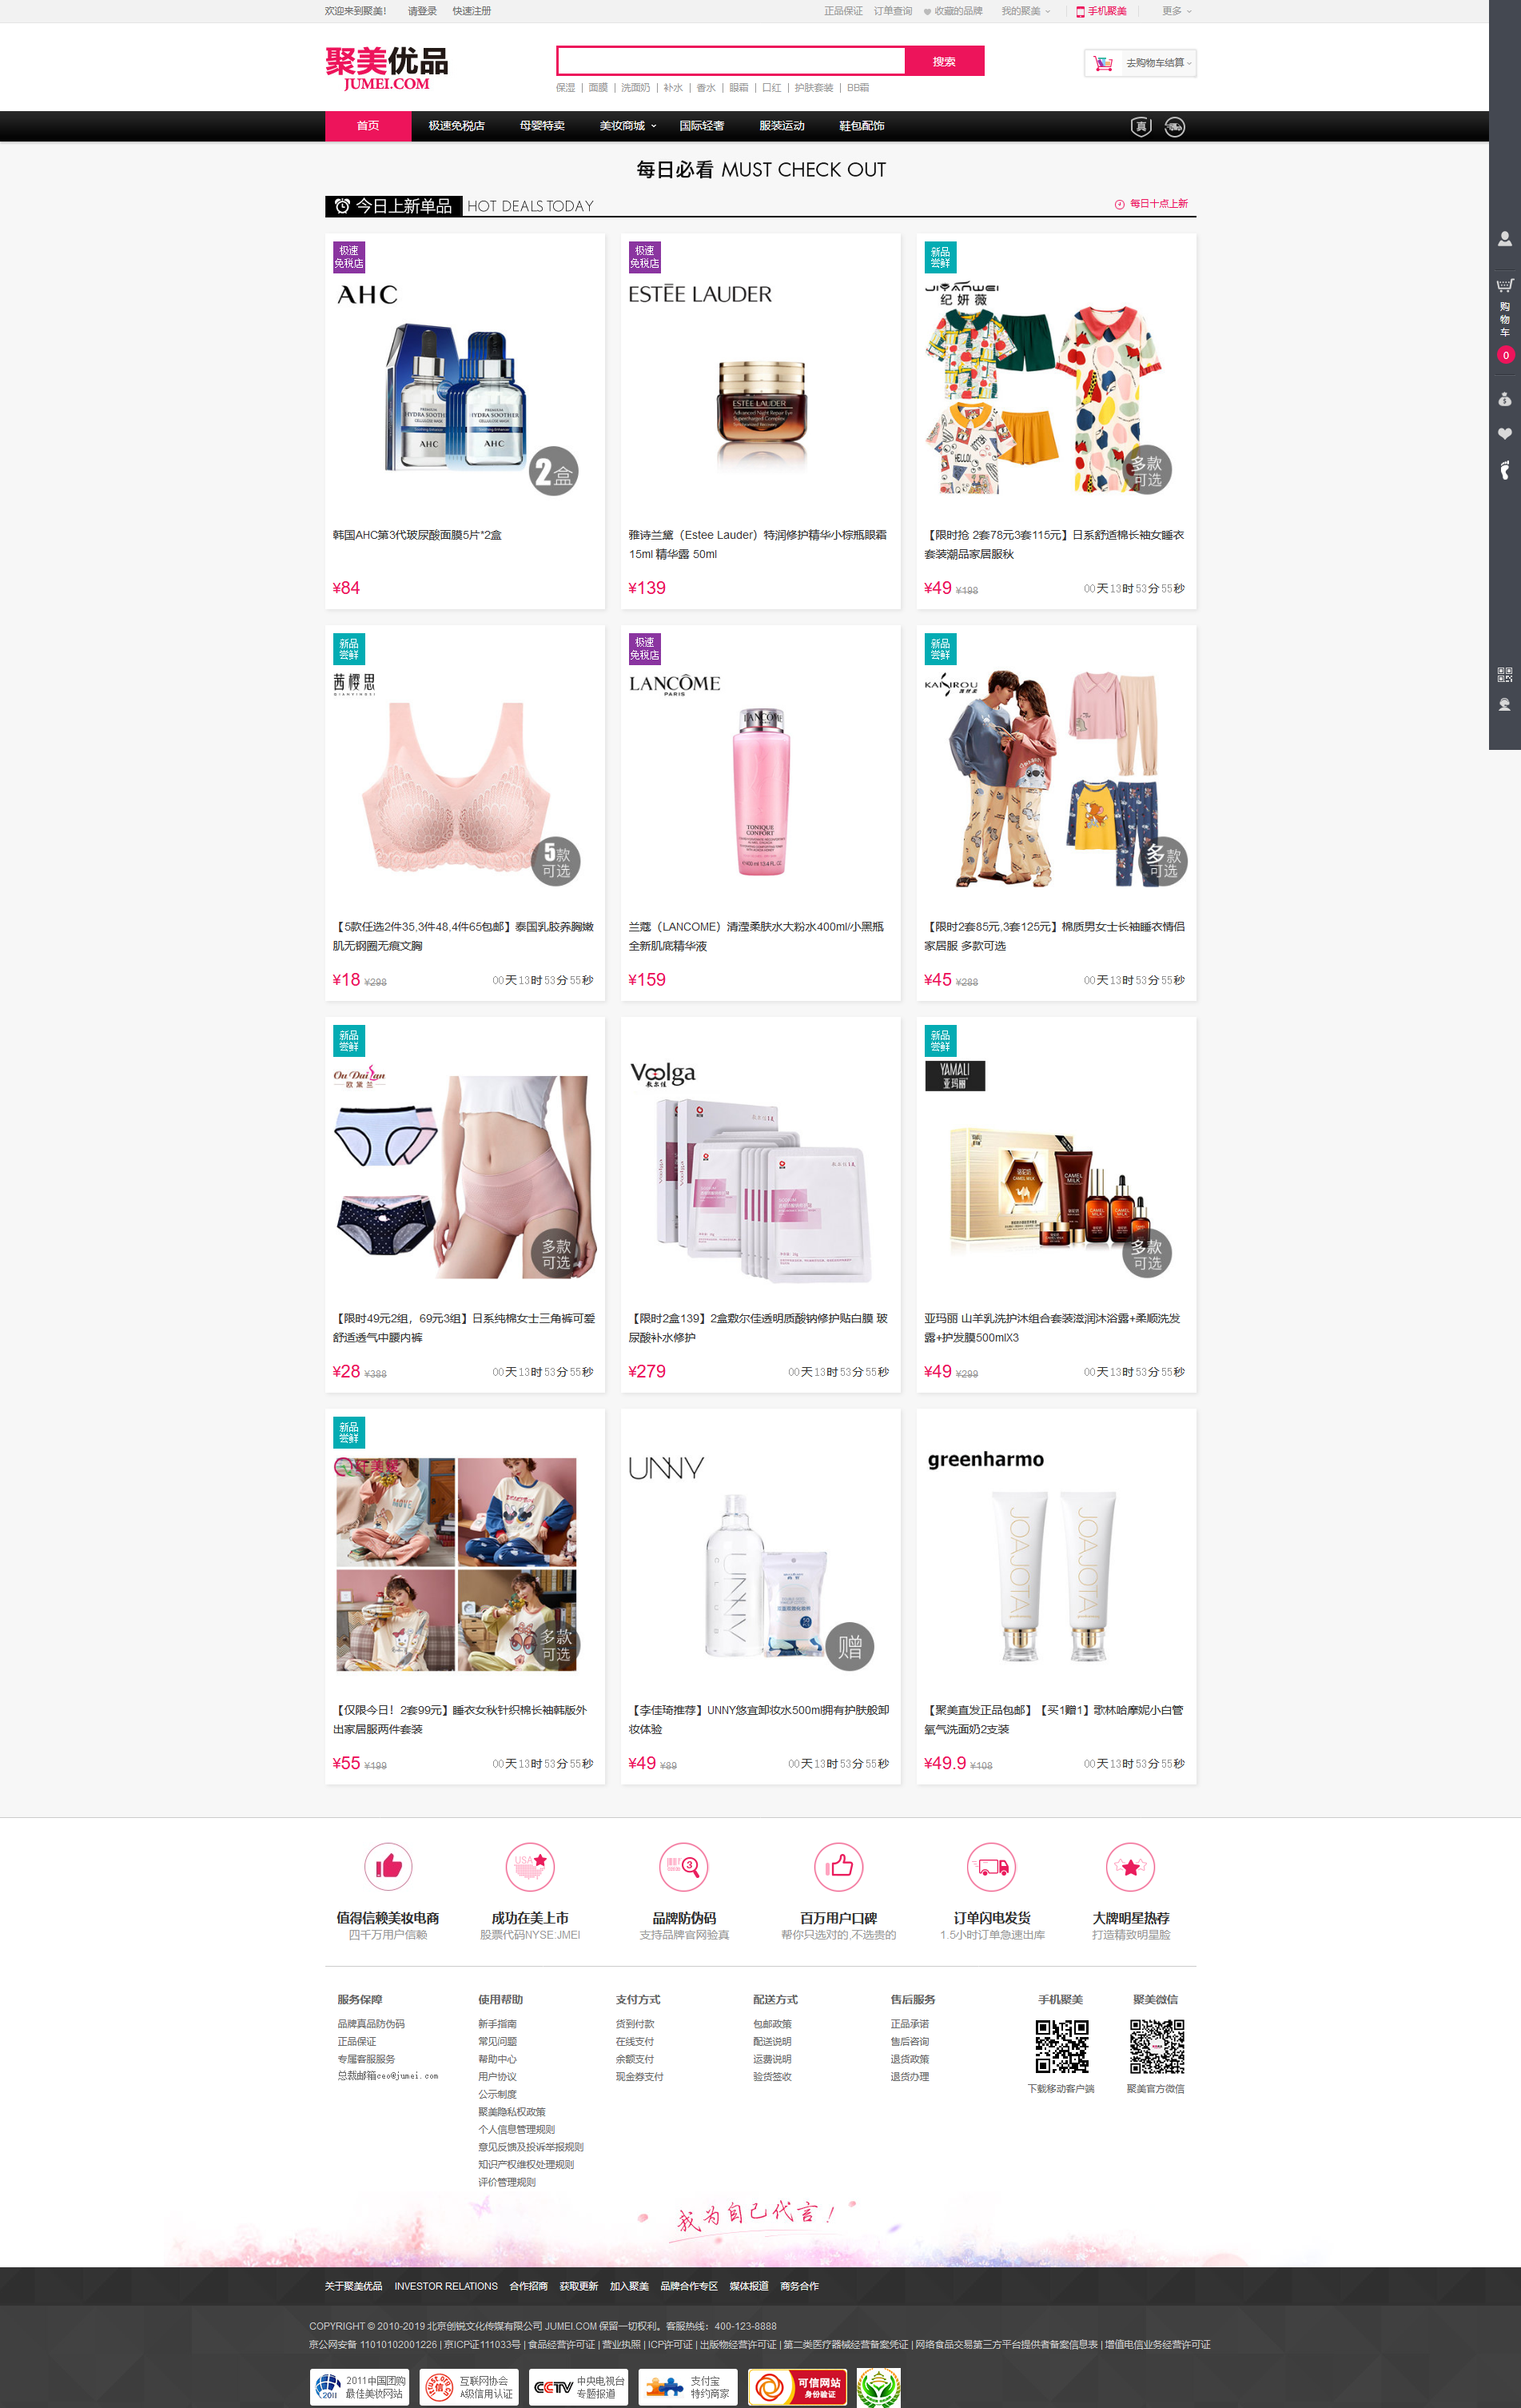 欢迎来到聚美! 请登录 快速注册 正品保证 订单查询 收藏的品牌 我的聚美 手机聚美 更多
聚美优品
JUMEI.COM
搜索
去购物车结算
保湿 | 面膜 | 洗面奶 | 补水 | 香水 | 眼霜 | 口红 | 护肤套装 | BB霜
首页 极速免税店 母婴特卖 美妆商城 国际轻奢 服装运动 鞋包配饰
真
每日必看 MUST CHECK OUT
今日上新单品 HOT DEALS TODAY 每日十点上新
购物车
0
极速
免税店
AHC
PREMIUM
HYDRA SOOTHER
AHC
2盒
韩国AHC第3代玻尿酸面膜5片*2盒
¥84
极速
免税店
ESTĒE LAUDER
ESTĒE LAUDER
Advanced Night Repair Eye
Supercharged Complex
雅诗兰黛（Estee Lauder）特润修护精华小棕瓶眼霜
15ml 精华露 50ml
¥139
新品
尝鲜
JIYANWEI
纪妍薇
HELLO!
多款
可选
【限时抢 2套78元3套115元】日系舒适棉长袖女睡衣
套装潮品家居服秋
¥49 ¥198 00天13时53分55秒
新品
尝鲜
茜樱思
5款
可选
【5款任选2件35,3件48,4件65包邮】泰国乳胶养胸嫩
肌无钢圈无痕文胸
¥18 ¥298 00天13时53分55秒
极速
免税店
LANCÔME
PARIS
LANCÔME
TONIQUE
CONFORT
兰蔻（LANCOME）清滢柔肤水大粉水400ml/小黑瓶
全新肌底精华液
¥159
新品
尝鲜
KAISIROU
多款
可选
【限时2套85元,3套125元】棉质男女士长袖睡衣情侣
家居服 多款可选
¥45 ¥288 00天13时53分55秒
新品
尝鲜
Ou Dai Lan
欧黛兰
多款
可选
【限时49元2组，69元3组】日系纯棉女士三角裤可爱
舒适透气中腰内裤
¥28 ¥388 00天13时53分55秒
Voolga
敷尔佳
Voolga
【限时2盒139】2盒敷尔佳透明质酸钠修护贴白膜 玻
尿酸补水修护
¥279 00天13时53分55秒
新品
尝鲜
YAMALI
亚玛丽
CAMEL MILK
多款
可选
亚玛丽 山羊乳洗护沐组合套装滋润沐浴露+柔顺洗发
露+护发膜500mlX3
¥49 ¥299 00天13时53分55秒
新品
尝鲜
多款
可选
【仅限今日！2套99元】睡衣女秋针织棉长袖韩版外
出家居服两件套装
¥55 ¥199 00天13时53分55秒
UNNY
UNNY
CLUB
赠
【李佳琦推荐】UNNY悠宜卸妆水500ml拥有护肤般卸
妆体验
¥49 ¥89 00天13时53分55秒
greenharmo
JOAJOTA
JOAJOTA
【聚美直发正品包邮】【买1赠1】歌林哈摩妮小白管
氧气洗面奶2支装
¥49.9 ¥108 00天13时53分55秒
USA
3
值得信赖美妆电商 成功在美上市 品牌防伪码 百万用户口碑 订单闪电发货 大牌明星热荐
四千万用户信赖 股票代码NYSE:JMEI 支持品牌官网验真 帮你只选对的,不选贵的 1.5小时订单急速出库 打造精致明星脸
服务保障 使用帮助 支付方式 配送方式 售后服务 手机聚美 聚美微信
品牌真品防伪码 新手指南 货到付款 包邮政策 正品承诺
正品保证 常见问题 在线支付 配送说明 售后咨询
专属客服服务 帮助中心 余额支付 运费说明 退货政策
总裁邮箱ceo@jumei.com 用户协议 现金券支付 验货签收 退货办理
下载移动客户端 聚美官方微信
公示制度
聚美隐私权政策
个人信息管理规则
意见反馈及投诉举报规则
知识产权维权处理规则
评价管理规则
我为自己代言!
关于聚美优品 INVESTOR RELATIONS 合作招商 获取更新 加入聚美 品牌合作专区 媒体报道 商务合作
COPYRIGHT © 2010-2019 北京创锐文化传媒有限公司 JUMEI.COM 保留一切权利。客服热线：400-123-8888
京公网安备 11010102001226 | 京ICP证111033号 | 食品经营许可证 | 营业执照 | ICP许可证 | 出版物经营许可证 | 第二类医疗器械经营备案凭证 | 网络食品交易第三方平台提供者备案信息表 | 增值电信业务经营许可证
2011
2011中国团购
最佳美妆网站
信
互联网协会
A级信用认证
CCTV
中央电视台
专题报道
支付宝
特约商家
可信网站
身份验证